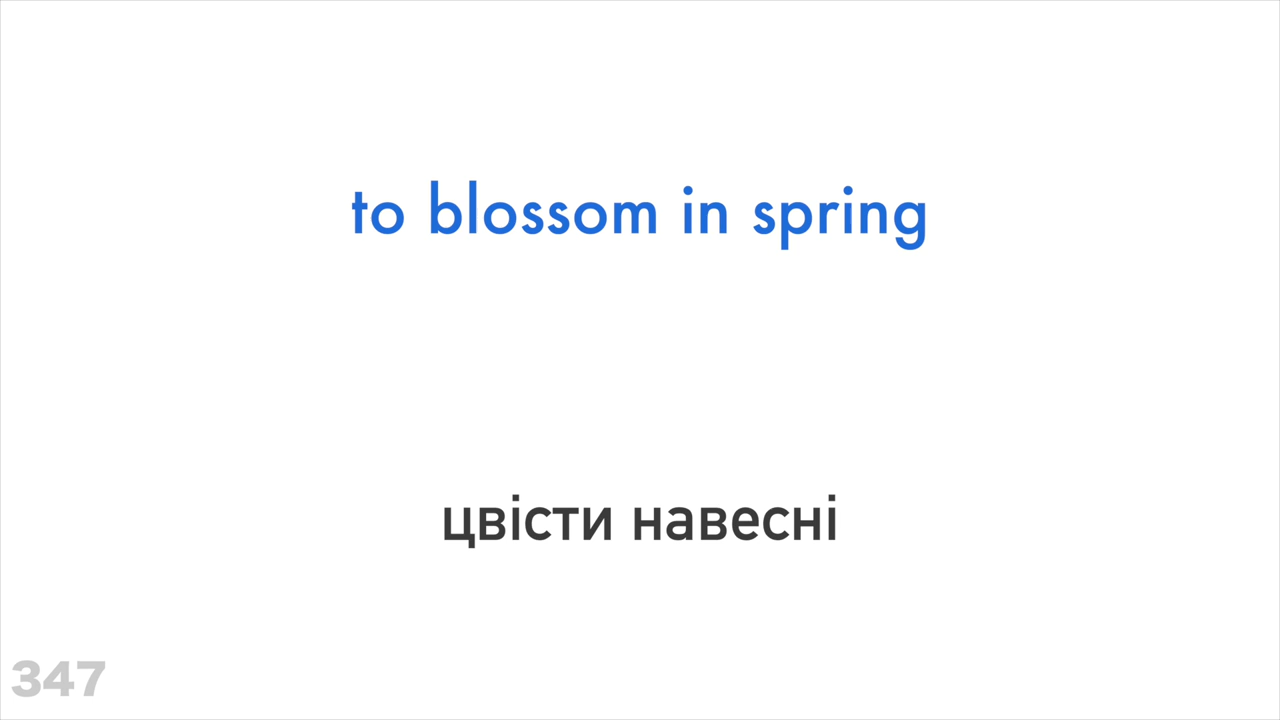 to blossom in spring
цвісти навесні
347